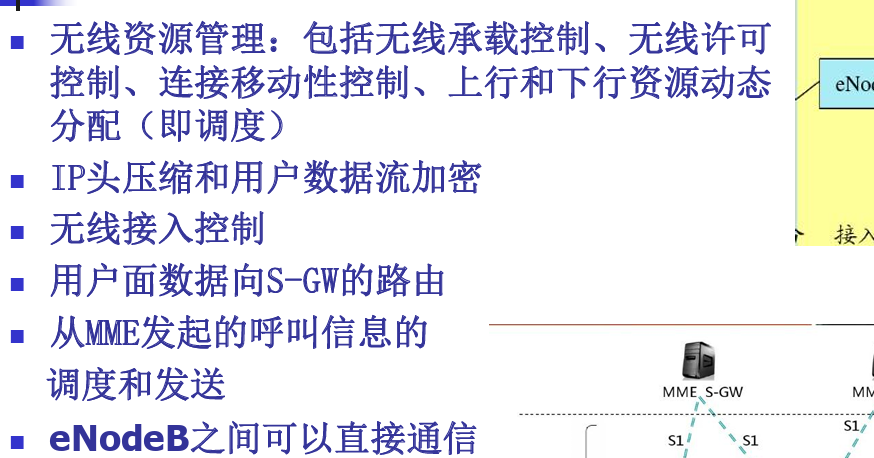 无线资源管理：包括无线承载控制、无线许可
控制、连接移动性控制、上行和下行资源动态
分配（即调度）
IP头压缩和用户数据流加密
无线接入控制
用户面数据向S-GW的路由
从MME发起的呼叫信息的
调度和发送
eNodeB之间可以直接通信
eNo
接入
MME S-GW
MM
S1
S1
S1